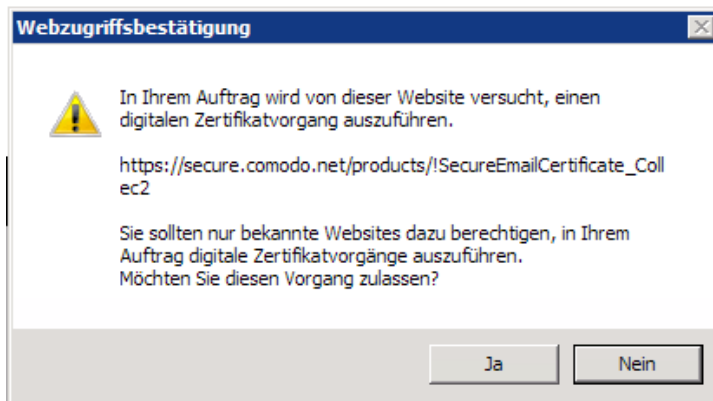 Webzugriffsbestätigung
In Ihrem Auftrag wird von dieser Website versucht, einen
digitalen Zertifikatvorgang auszuführen.
https://secure.comodo.net/products/!SecureEmailCertificate_Coll
ec2
Sie sollten nur bekannte Websites dazu berechtigen, in Ihrem
Auftrag digitale Zertifikatvorgänge auszuführen.
Möchten Sie diesen Vorgang zulassen?
Ja
Nein